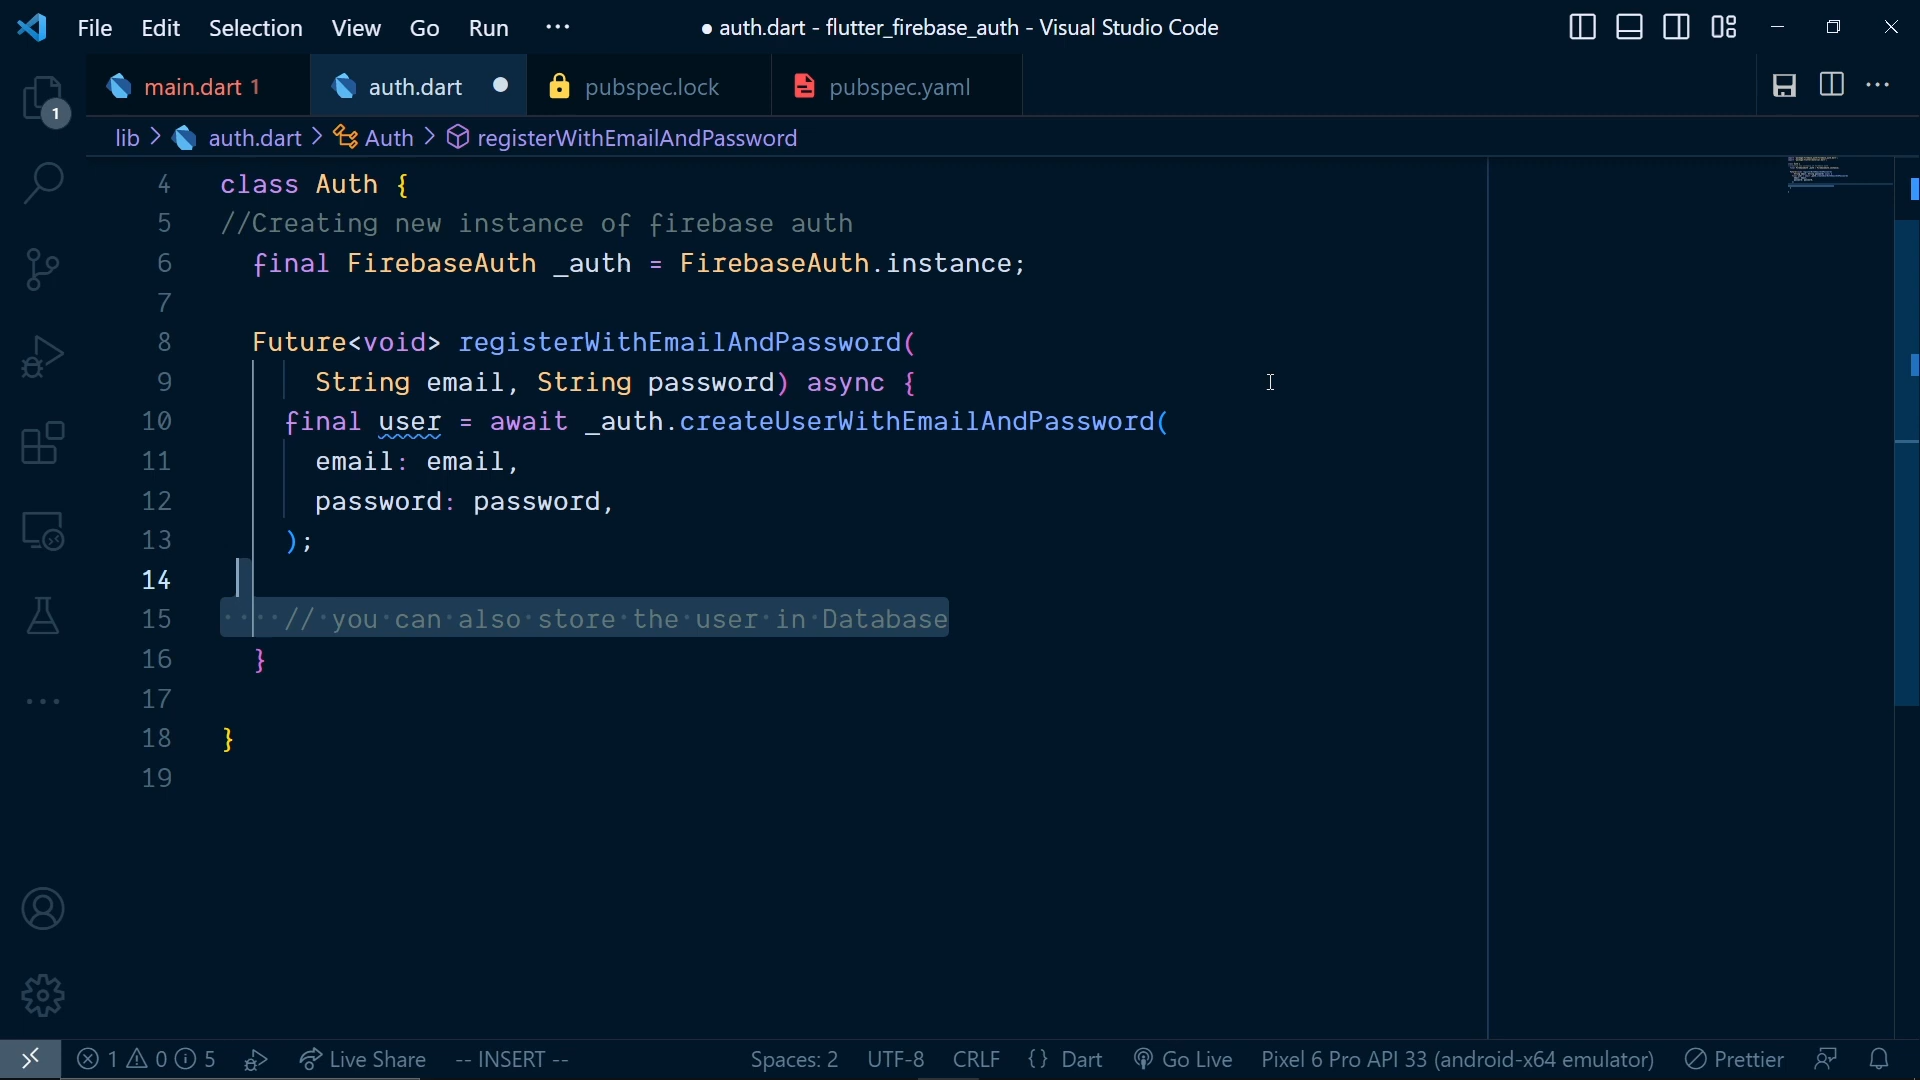 File Edit Selection View Go Run ··· ● auth.dart - flutter_firebase_auth - Visual Studio Code
1 main.dart 1 auth.dart pubspec.lock pubspec.yaml
lib > auth.dart > Auth > registerWithEmailAndPassword
4 class Auth {
5 //Creating new instance of firebase auth
6 final FirebaseAuth _auth = FirebaseAuth.instance;
7
8 Future<void> registerWithEmailAndPassword(
9 String email, String password) async {
10 final user = await _auth.createUserWithEmailAndPassword(
11 email: email,
12 password: password,
13 );
14
15 // you can also store the user in Database
16 }
17
18 }
19
1 0 5 Live Share -- INSERT -- Spaces: 2 UTF-8 CRLF {} Dart Go Live Pixel 6 Pro API 33 (android-x64 emulator) Prettier